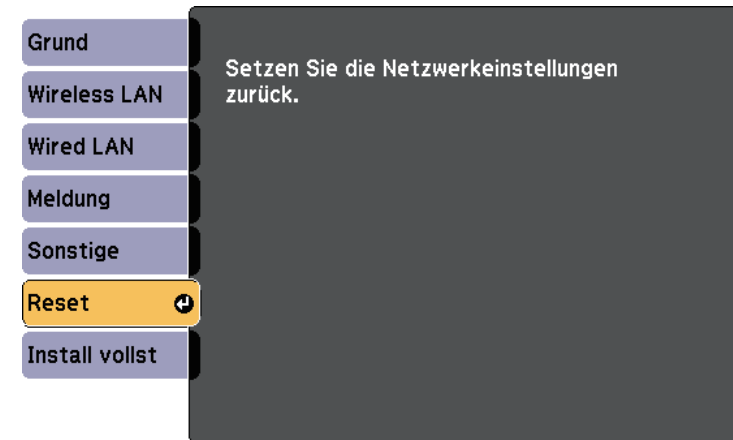 Grund
Wireless LAN
Wired LAN
Meldung
Sonstige
Reset
Install vollst
Setzen Sie die Netzwerkeinstellungen
zurück.